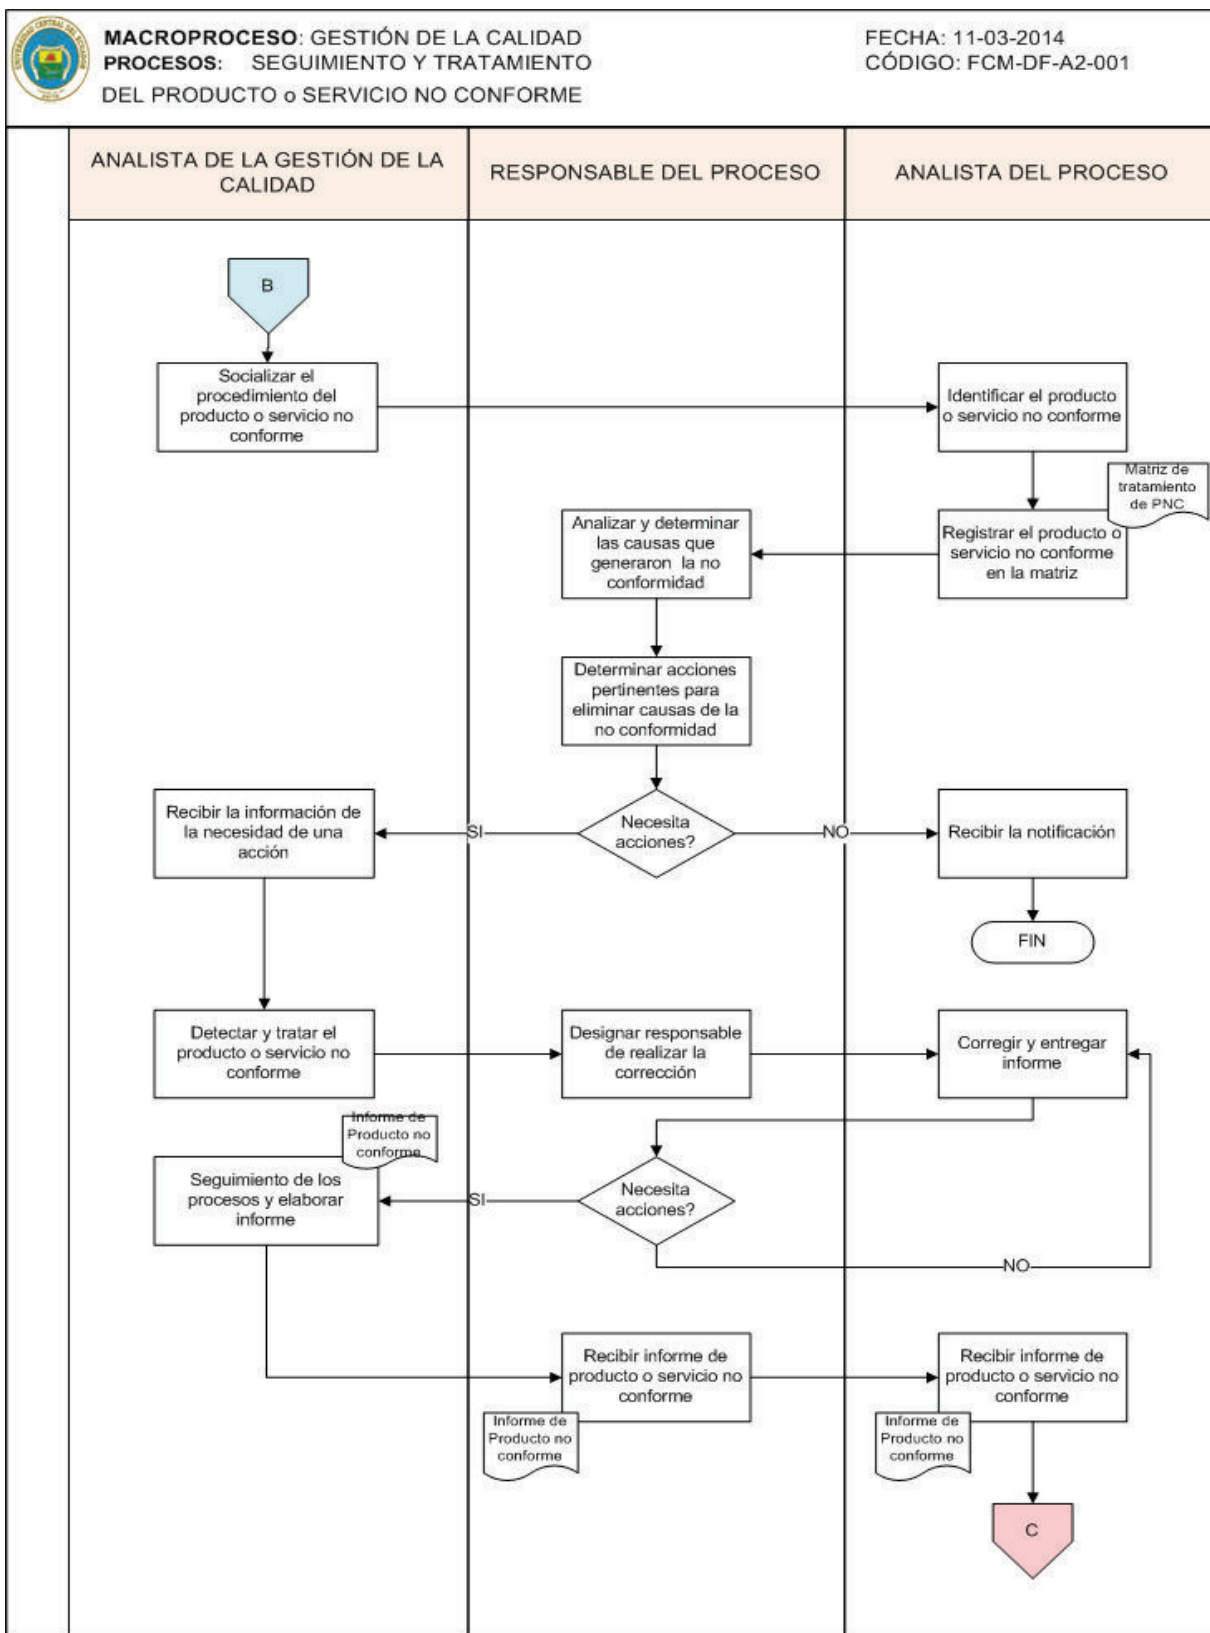 UNIVERSIDAD CENTRAL DEL ECUADOR
MACROPROCESO: GESTIÓN DE LA CALIDAD
PROCESOS: SEGUIMIENTO Y TRATAMIENTO
DEL PRODUCTO o SERVICIO NO CONFORME
FECHA: 11-03-2014
CÓDIGO: FCM-DF-A2-001
ANALISTA DE LA GESTIÓN DE LA
CALIDAD
RESPONSABLE DEL PROCESO
ANALISTA DEL PROCESO
B
Socializar el
procedimiento del
producto o servicio no
conforme
Identificar el producto
o servicio no conforme
Matriz de
tratamiento
de PNC
Analizar y determinar
las causas que
generaron la no
conformidad
Registrar el producto o
servicio no conforme
en la matriz
Determinar acciones
pertinentes para
eliminar causas de la
no conformidad
Recibir la información de
la necesidad de una
acción
SI
Necesita
acciones?
NO
Recibir la notificación
FIN
Detectar y tratar el
producto o servicio no
conforme
Designar responsable
de realizar la
corrección
Corregir y entregar
informe
Informe de
Producto no
conforme
Seguimiento de los
procesos y elaborar
informe
SI
Necesita
acciones?
NO
Recibir informe de
producto o servicio no
conforme
Informe de
Producto no
conforme
Recibir informe de
producto o servicio no
conforme
Informe de
Producto no
conforme
C